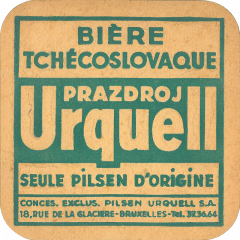 BIÈRE
TCHÉCOSLOVAQUE
PRAZDROJ
Urquell
SEULE PILSEN D'ORIGINE
CONCES. EXCLUS. PILSEN URQUELL S.A.
18, RUE DE LA GLACIÈRE-BRUXELLES-Tel. 37.36.64